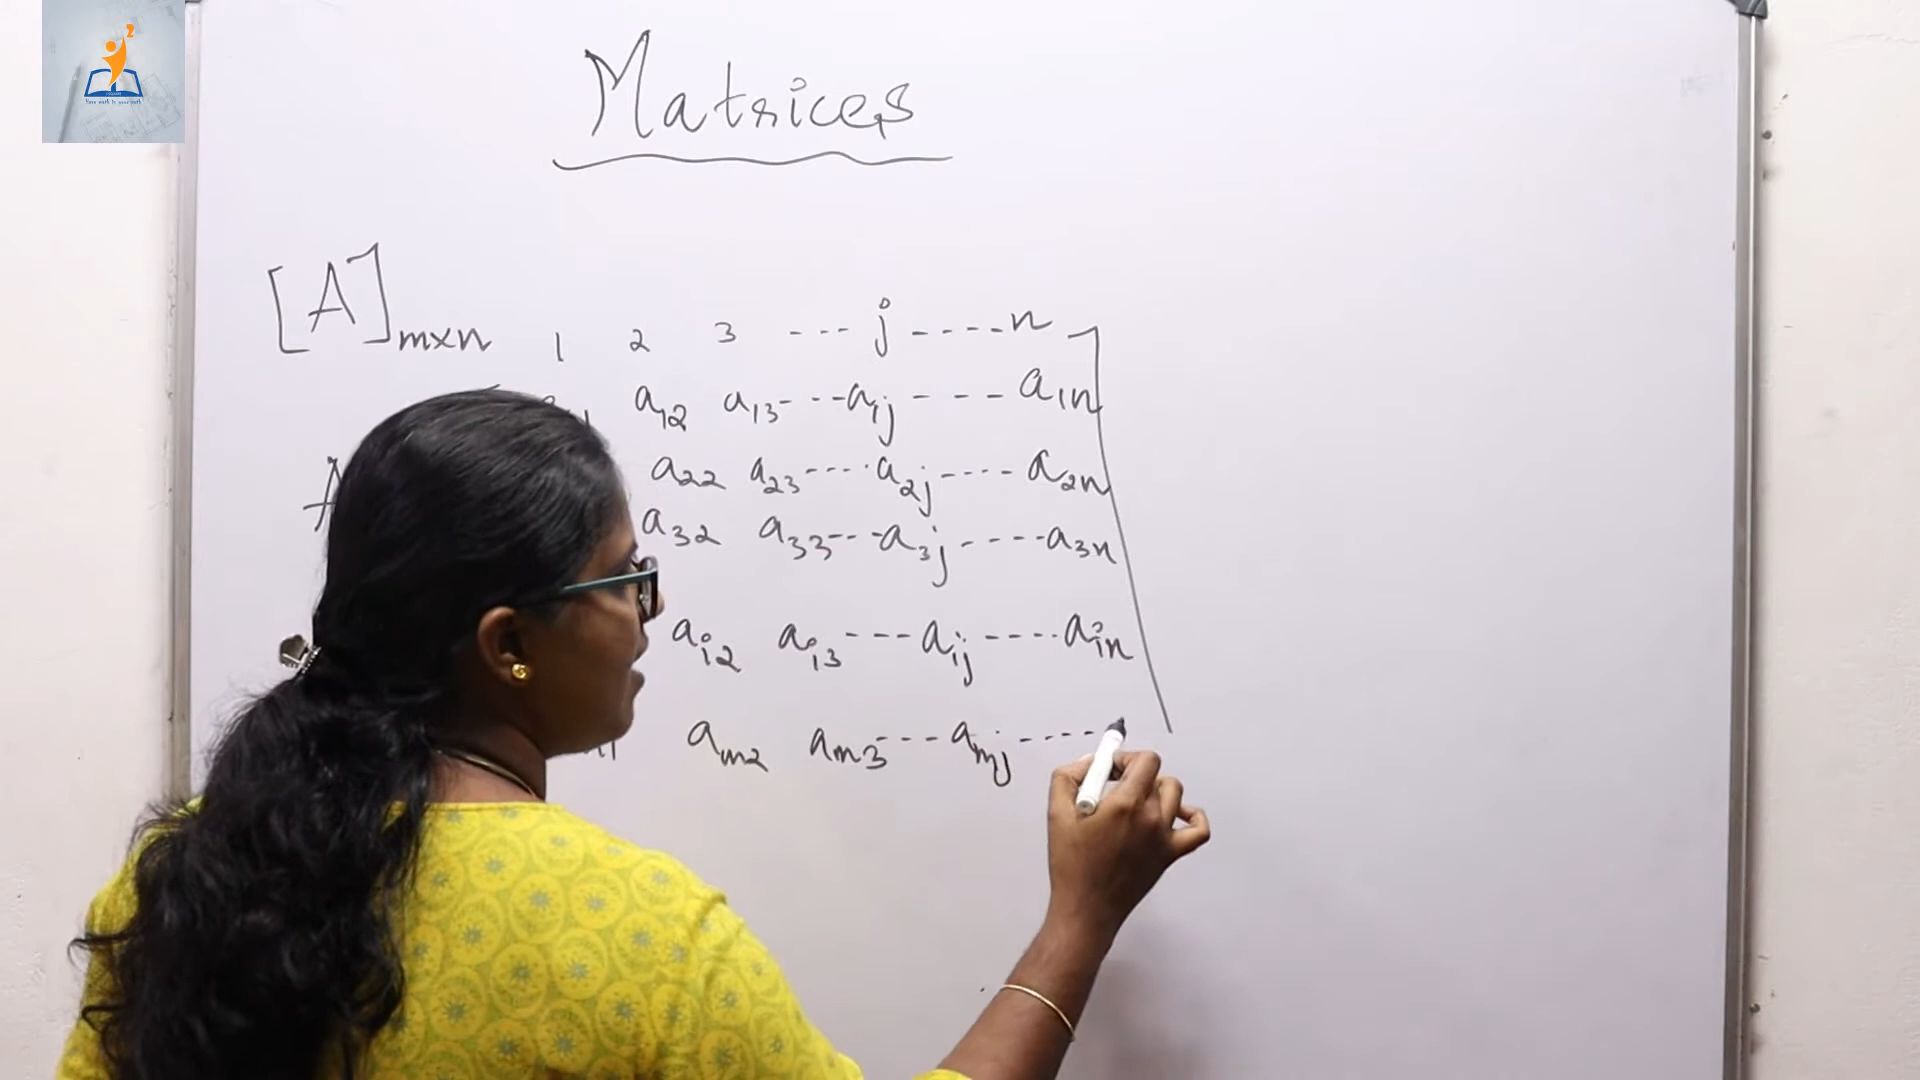 Matrices
[A]m×n
1 2 3 --- j ---- n
a12 a13 --- a1j --- a1n
A a22 a23 ---- a2j ---- a2n
a32 a33 --- a3j ---- a3n
ai2 ai3 --- aij ---- ain
am2 am3 --- amj ----